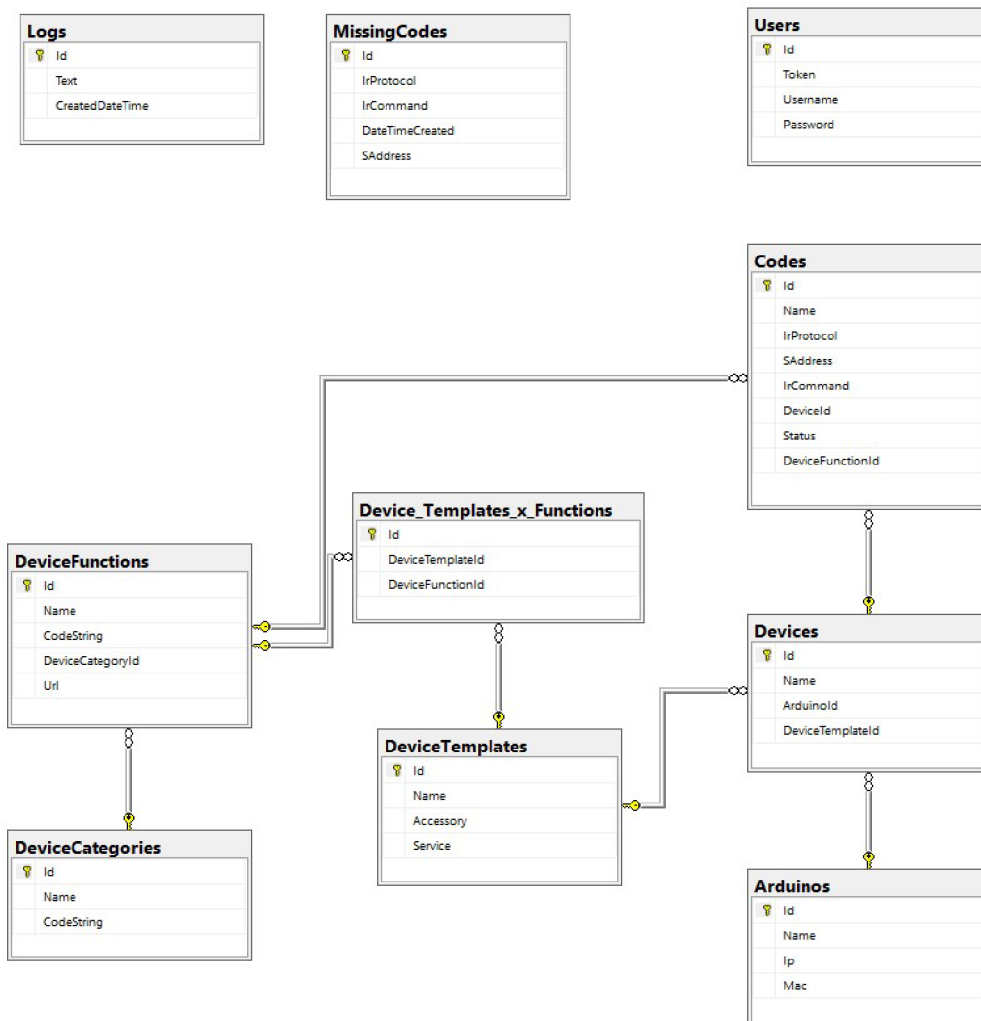 Logs
Id
Text
CreatedDateTime
MissingCodes
Id
IrProtocol
IrCommand
DateTimeCreated
SAddress
Users
Id
Token
Username
Password
Codes
Id
Name
IrProtocol
SAddress
IrCommand
DeviceId
Status
DeviceFunctionId
Device_Templates_x_Functions
Id
DeviceTemplateId
DeviceFunctionId
DeviceFunctions
Id
Name
CodeString
DeviceCategoryId
Url
Devices
Id
Name
ArduinoId
DeviceTemplateId
DeviceTemplates
Id
Name
Accessory
Service
DeviceCategories
Id
Name
CodeString
Arduinos
Id
Name
Ip
Mac